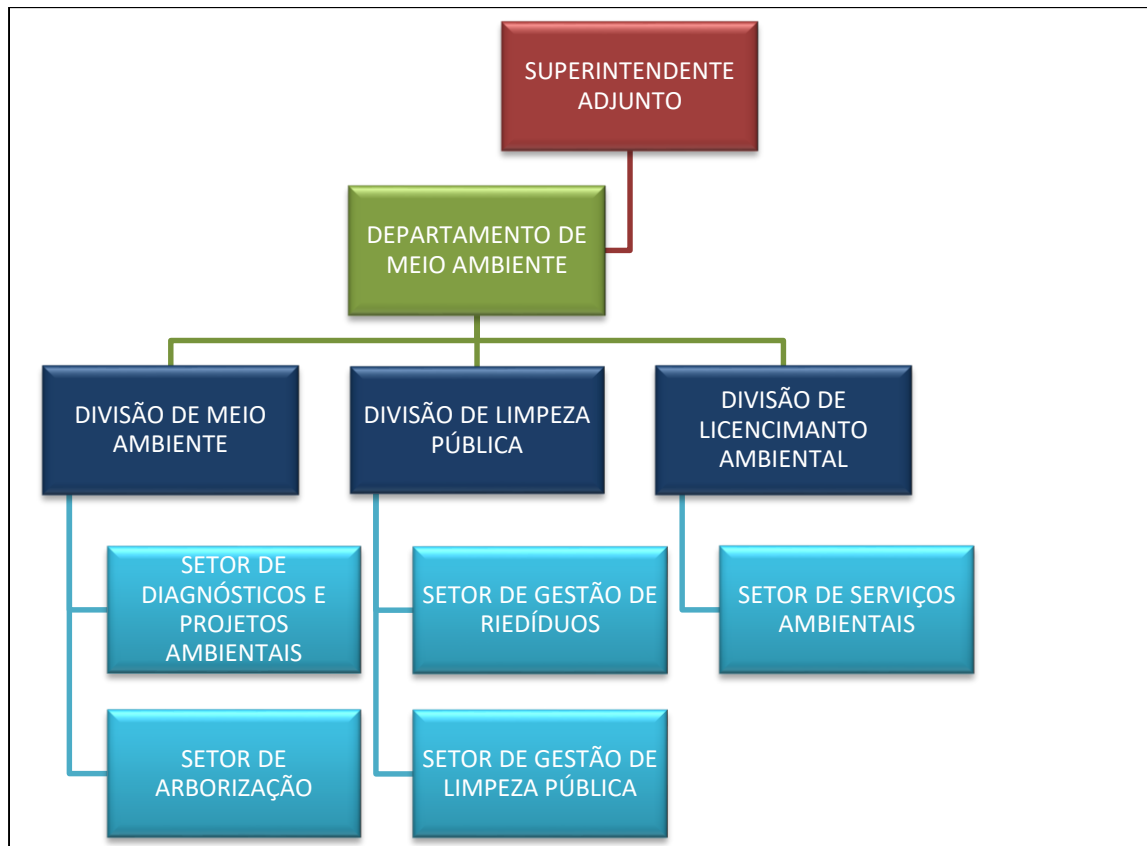 SUPERINTENDENTE
ADJUNTO
DEPARTAMENTO DE
MEIO AMBIENTE
DIVISÃO DE MEIO
AMBIENTE
DIVISÃO DE LIMPEZA
PÚBLICA
DIVISÃO DE
LICENCIMANTO
AMBIENTAL
SETOR DE
DIAGNÓSTICOS E
PROJETOS
AMBIENTAIS
SETOR DE GESTÃO DE
RIEDÍDUOS
SETOR DE SERVIÇOS
AMBIENTAIS
SETOR DE
ARBORIZAÇÃO
SETOR DE GESTÃO DE
LIMPEZA PÚBLICA